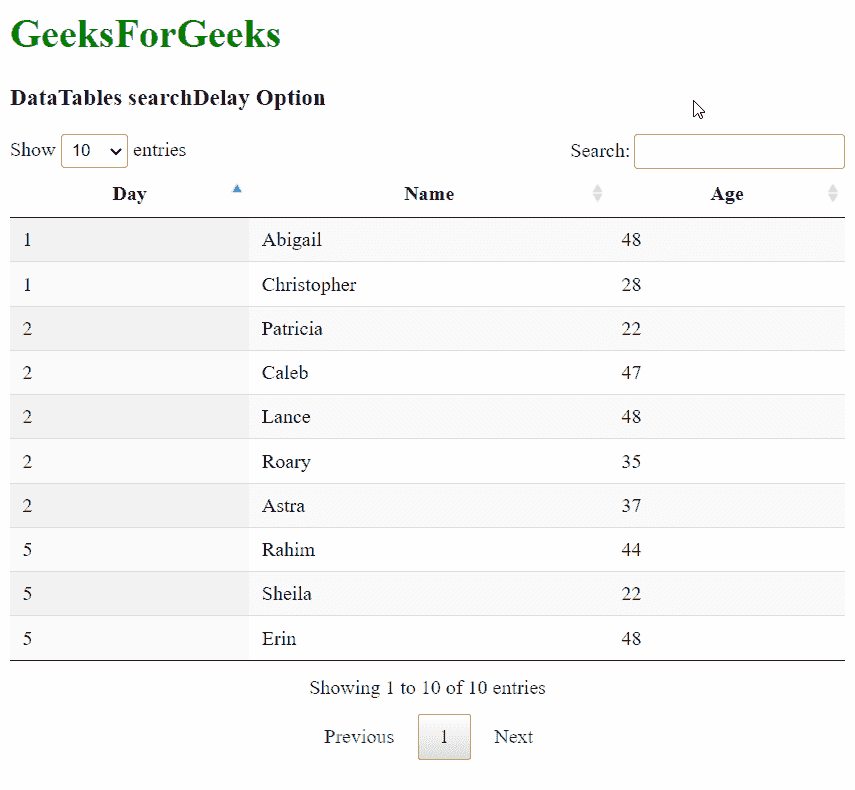 GeeksForGeeks
DataTables searchDelay Option
Show 10 entries Search:
Day Name Age
1 Abigail 48
1 Christopher 28
2 Patricia 22
2 Caleb 47
2 Lance 48
2 Roary 35
2 Astra 37
5 Rahim 44
5 Sheila 22
5 Erin 48
Showing 1 to 10 of 10 entries
Previous 1 Next